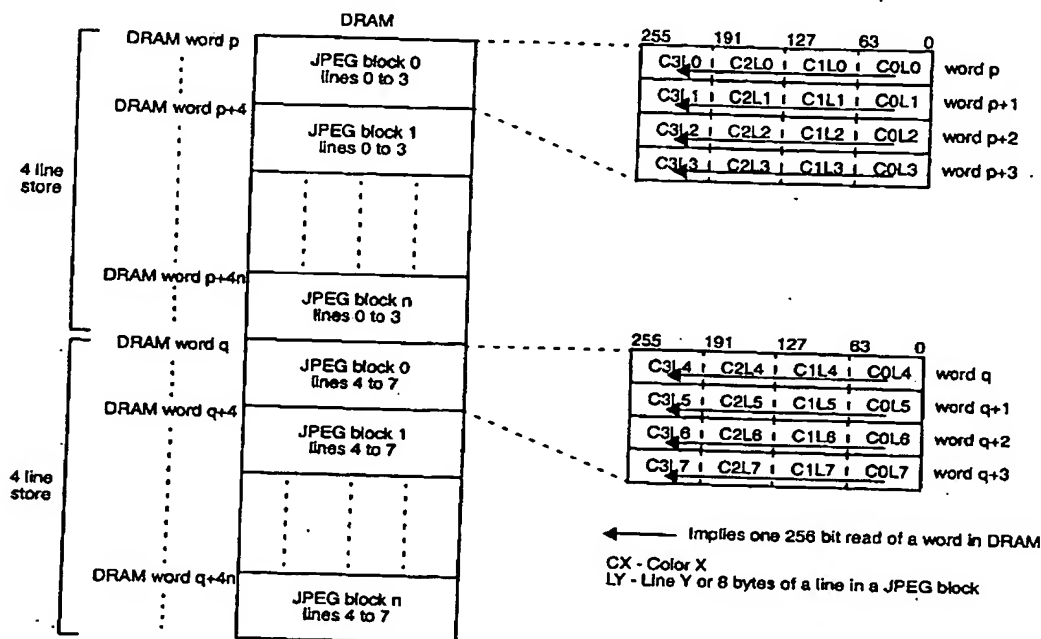 DRAM
DRAM word p
JPEG block 0
lines 0 to 3
DRAM word p+4
JPEG block 1
lines 0 to 3
4 line
store
DRAM word p+4n
JPEG block n
lines 0 to 3
DRAM word q
JPEG block 0
lines 4 to 7
DRAM word q+4
JPEG block 1
lines 4 to 7
4 line
store
DRAM word q+4n
JPEG block n
lines 4 to 7
255 191 127 63 0
C3L0 C2L0 C1L0 C0L0 word p
C3L1 C2L1 C1L1 C0L1 word p+1
C3L2 C2L2 C1L2 C0L2 word p+2
C3L3 C2L3 C1L3 C0L3 word p+3
255 191 127 63 0
C3L4 C2L4 C1L4 C0L4 word q
C3L5 C2L5 C1L5 C0L5 word q+1
C3L6 C2L6 C1L6 C0L6 word q+2
C3L7 C2L7 C1L7 C0L7 word q+3
Implies one 256 bit read of a word in DRAM
CX - Color X
LY - Line Y or 8 bytes of a line in a JPEG block